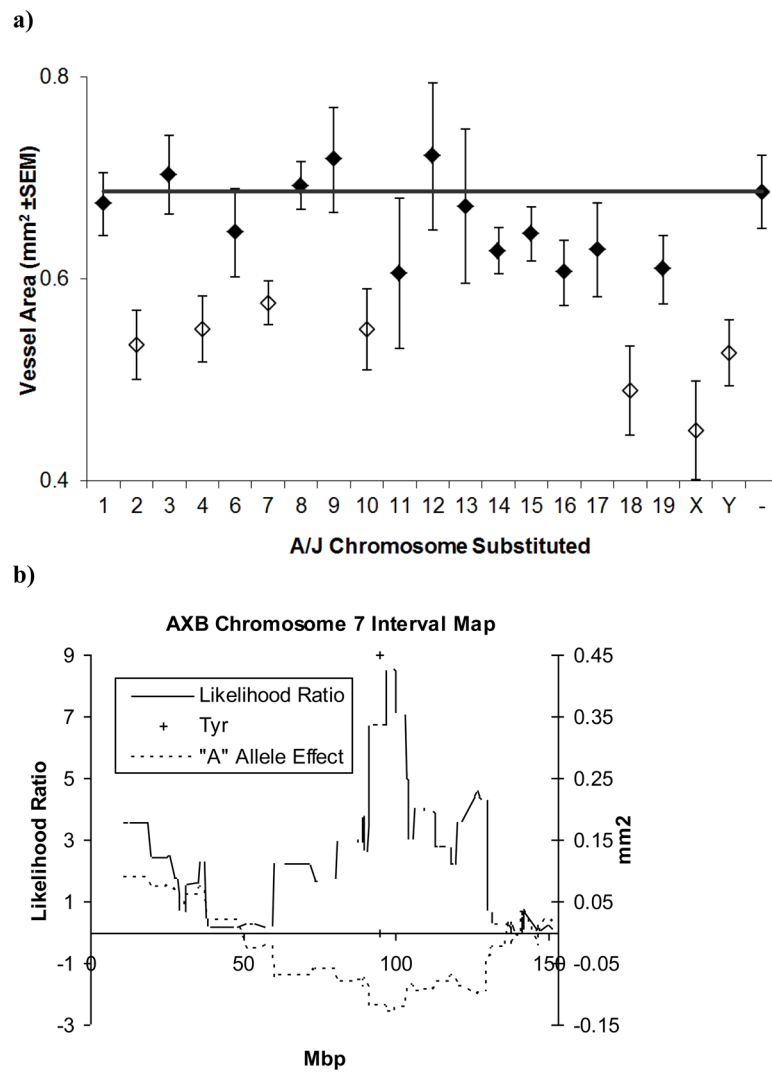 a)
0.8
0.6
0.4
Vessel Area (mm² ±SEM)
1 2 3 4 6 7 8 9 10 11 12 13 14 15 16 17 18 19 X Y -
A/J Chromosome Substituted
b)
AXB Chromosome 7 Interval Map
9
7
5
3
1
-1
-3
Likelihood Ratio
Likelihood Ratio
Tyr
"A" Allele Effect
0.45
0.35
0.25
0.15
0.05
-0.05
-0.15
mm2
0 50 100 150
Mbp